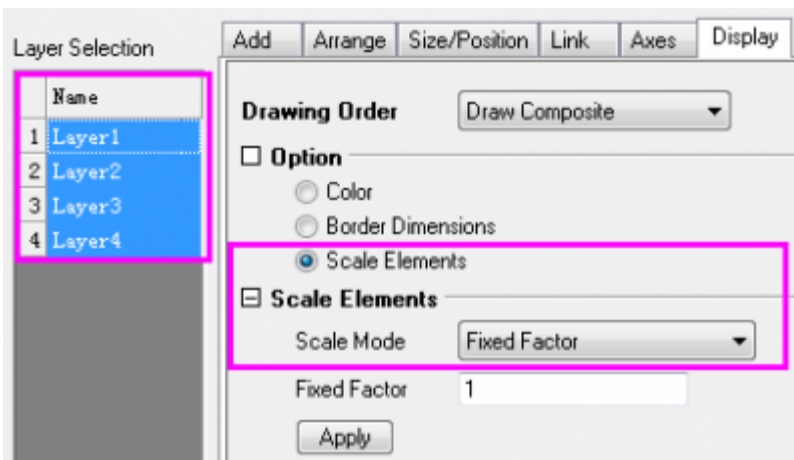 Layer Selection
Name
1 Layer1
2 Layer2
3 Layer3
4 Layer4
Add Arrange Size/Position Link Axes Display
Drawing Order Draw Composite
Option
Color
Border Dimensions
Scale Elements
Scale Elements
Scale Mode Fixed Factor
Fixed Factor 1
Apply